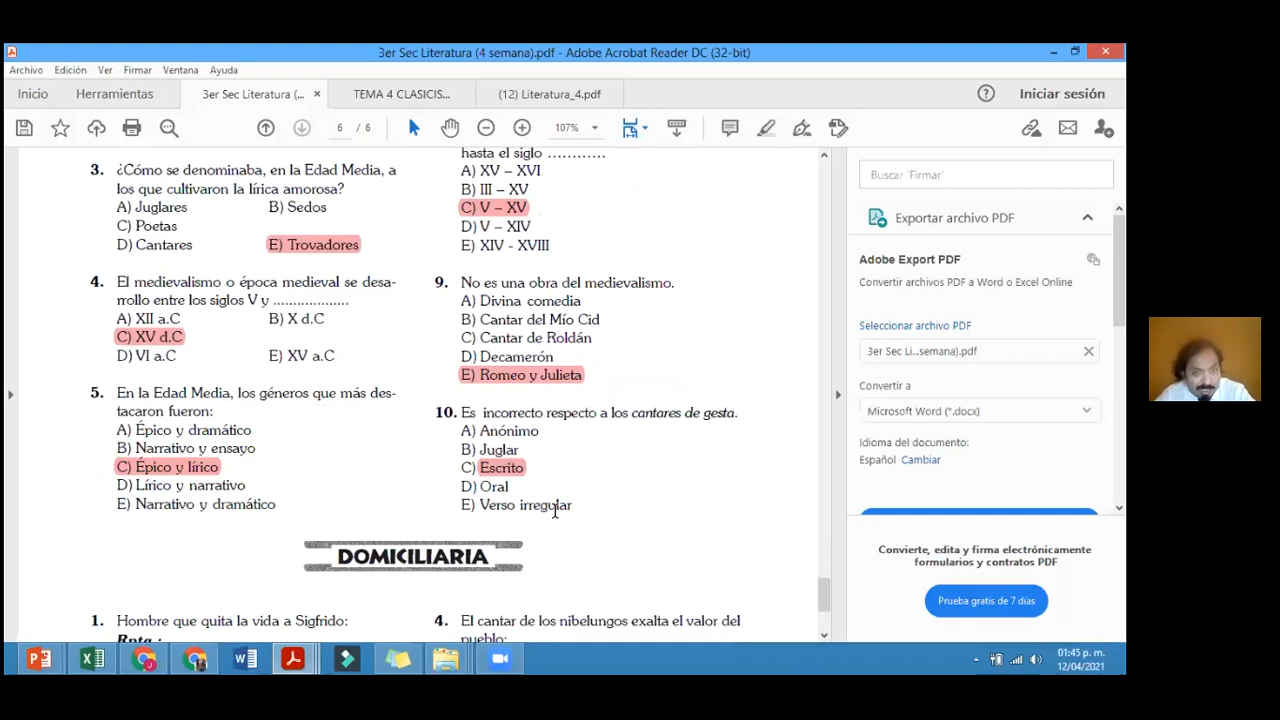 3er Sec Literatura (4 semana).pdf - Adobe Acrobat Reader DC (32-bit)
Archivo Edición Ver Firmar Ventana Ayuda
Inicio Herramientas 3er Sec Literatura (... TEMA 4 CLASICIS... (12) Literatura_4.pdf Iniciar sesión
6 / 6 107%
3. ¿Cómo se denominaba, en la Edad Media, a
los que cultivaron la lírica amorosa?
A) Juglares B) Sedos
C) Poetas
D) Cantares E) Trovadores
4. El medievalismo o época medieval se desa-
rrollo entre los siglos V y ..................
A) XII a.C B) X d.C
C) XV d.C
D) VI a.C E) XV a.C
5. En la Edad Media, los géneros que más des-
tacaron fueron:
A) Épico y dramático
B) Narrativo y ensayo
C) Épico y lírico
D) Lírico y narrativo
E) Narrativo y dramático
hasta el siglo ............
A) XV – XVI
B) III – XV
C) V – XV
D) V – XIV
E) XIV - XVIII
9. No es una obra del medievalismo.
A) Divina comedia
B) Cantar del Mío Cid
C) Cantar de Roldán
D) Decamerón
E) Romeo y Julieta
10. Es incorrecto respecto a los cantares de gesta.
A) Anónimo
B) Juglar
C) Escrito
D) Oral
E) Verso irregular
DOMICILIARIA
1. Hombre que quita la vida a Sigfrido:
Rpta.:
4. El cantar de los nibelungos exalta el valor del
pueblo:
Buscar 'Firmar'
Exportar archivo PDF
Adobe Export PDF
Convertir archivos PDF a Word o Excel Online
Seleccionar archivo PDF
3er Sec Li...semana).pdf
Convertir a
Microsoft Word (*.docx)
Idioma del documento:
Español Cambiar
Convierte, edita y firma electrónicamente
formularios y contratos PDF
Prueba gratis de 7 días
01:45 p. m.
12/04/2021